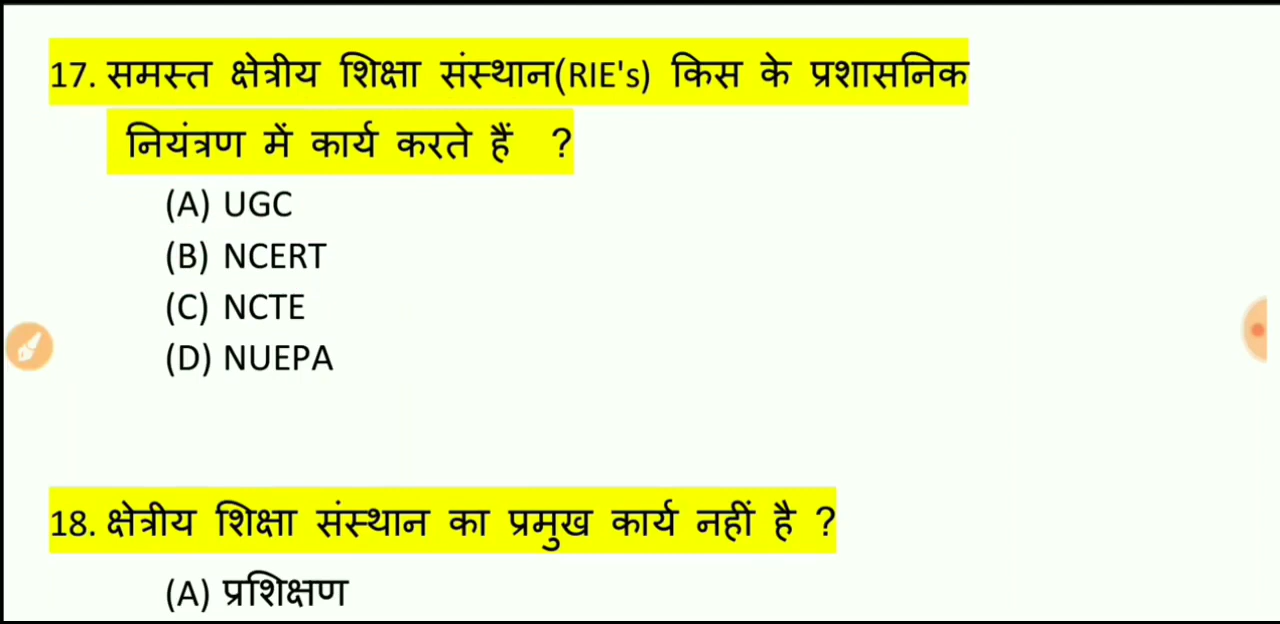 17. समस्त क्षेत्रीय शिक्षा संस्थान(RIE's) किस के प्रशासनिक
नियंत्रण में कार्य करते हैं ?
(A) UGC
(B) NCERT
(C) NCTE
(D) NUEPA
18. क्षेत्रीय शिक्षा संस्थान का प्रमुख कार्य नहीं है ?
(A) प्रशिक्षण